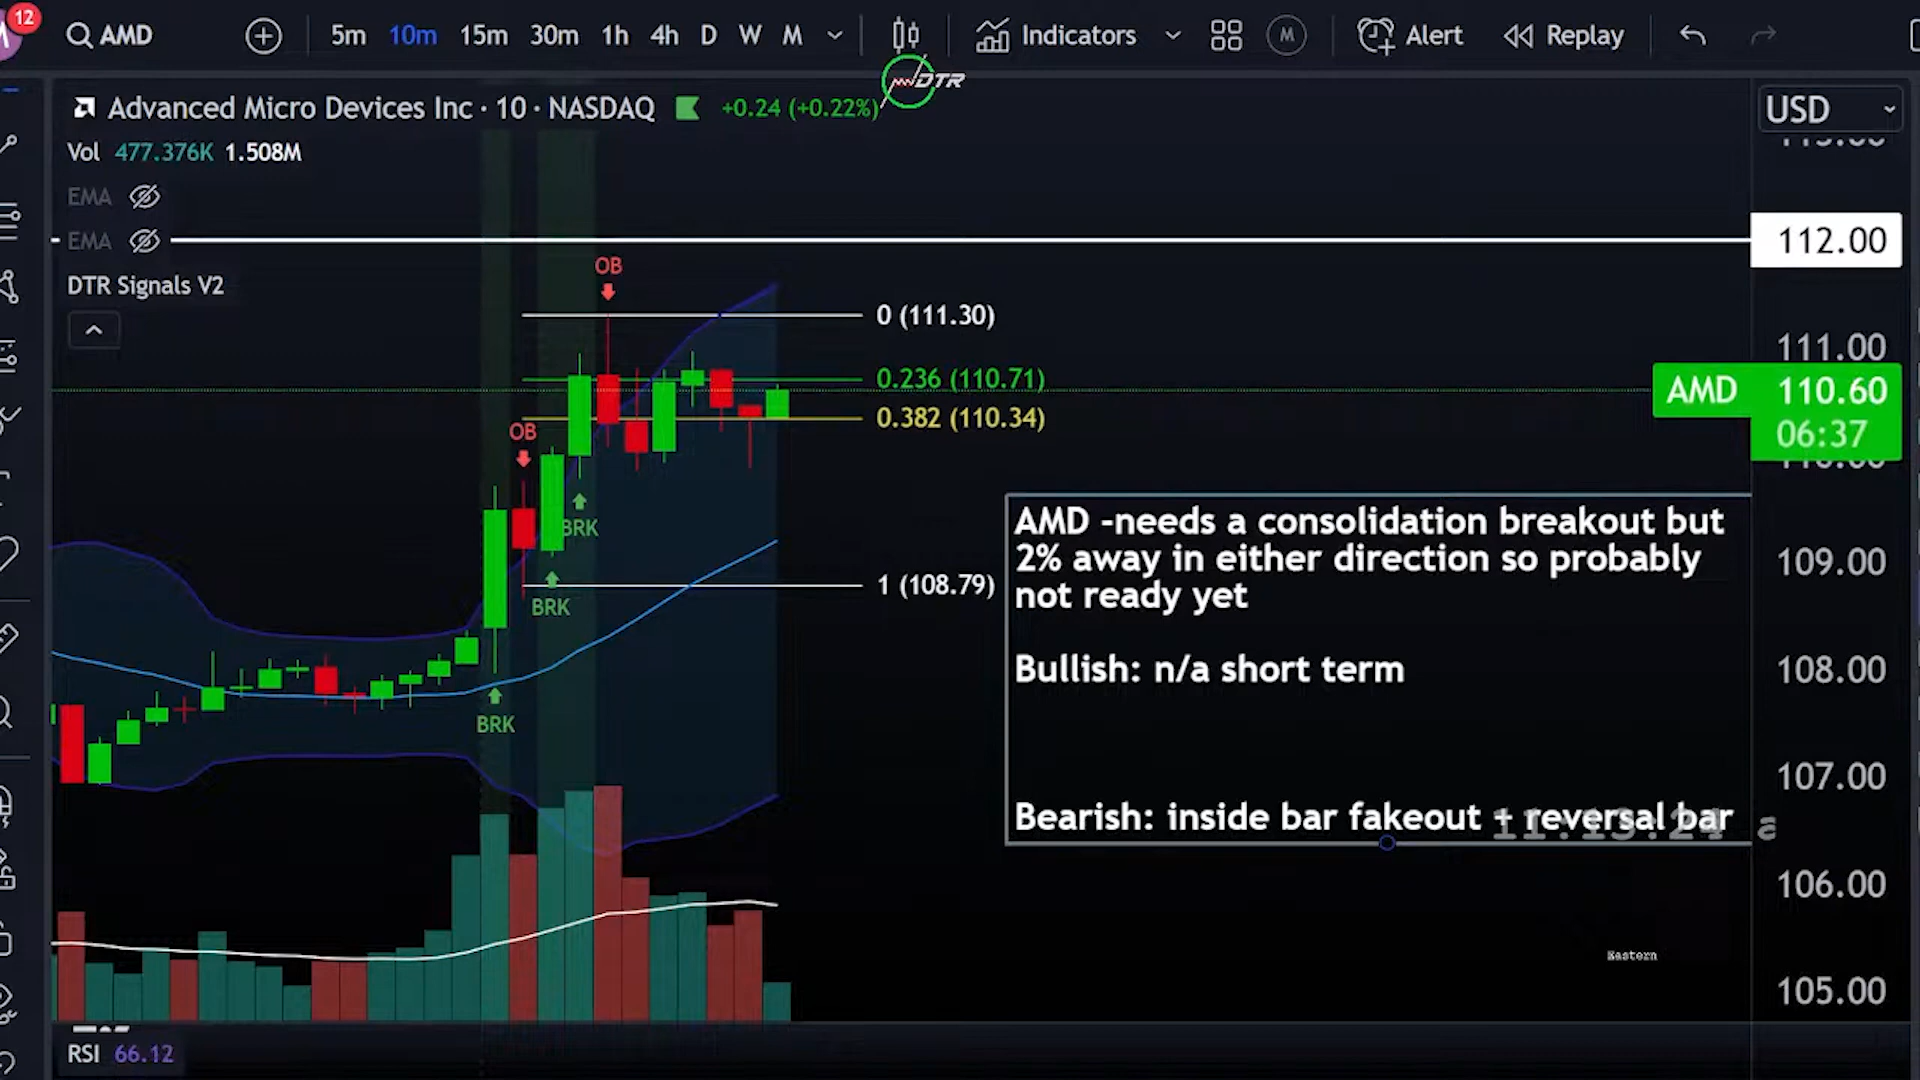 12
AMD
5m 10m 15m 30m 1h 4h D W M
Indicators
M
Alert
Replay
DTR
Advanced Micro Devices Inc · 10 · NASDAQ +0.24 (+0.22%)
USD
Vol 477.376K 1.508M
EMA
EMA
112.00
DTR Signals V2
OB
0 (111.30)
111.00
0.236 (110.71)
AMD 110.60
06:37
0.382 (110.34)
OB
BRK
AMD -needs a consolidation breakout but
2% away in either direction so probably
not ready yet
109.00
1 (108.79)
BRK
Bullish: n/a short term
108.00
BRK
107.00
Bearish: inside bar fakeout + reversal bar
106.00
Eastern
105.00
RSI 66.12